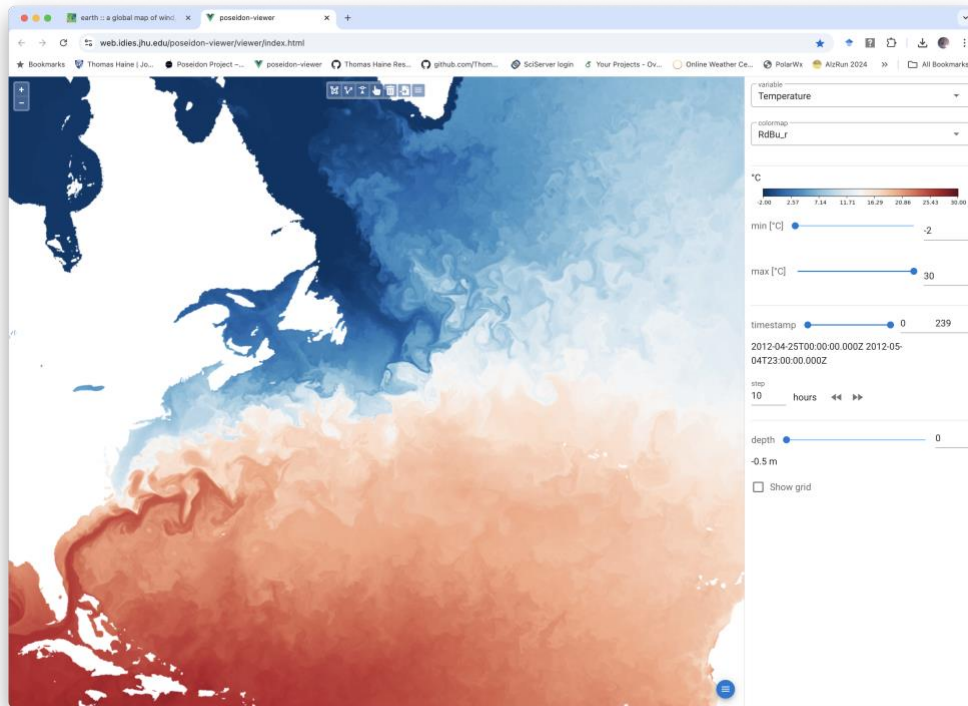 earth :: a global map of wind,
poseidon-viewer
web.idies.jhu.edu/poseidon-viewer/viewer/index.html
Bookmarks
Thomas Haine | Jo...
Poseidon Project –...
poseidon-viewer
Thomas Haine Res...
github.com/Thom...
SciServer login
Your Projects - Ov...
Online Weather Ce...
PolarWx
AlzRun 2024
All Bookmarks
+
−
variable
Temperature
colormap
RdBu_r
°C
-2.00 2.57 7.14 11.71 16.29 20.86 25.43 30.00
min [°C] -2
max [°C] 30
timestamp 0 239
2012-04-25T00:00:00.000Z 2012-05-
04T23:00:00.000Z
step
10 hours
depth 0
-0.5 m
Show grid